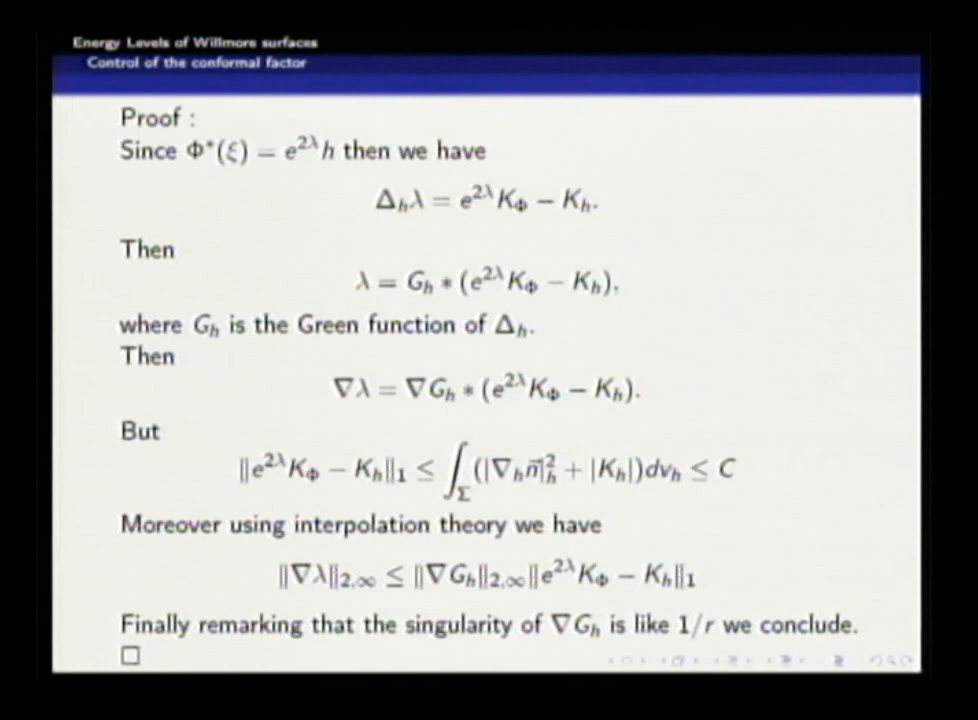 Energy Levels of Willmore surfaces
Control of the conformal factor
Proof :
Since Φ*(ξ) = e^{2λ}h then we have
Δ_hλ = e^{2λ}K_Φ − K_h.
Then
λ = G_h * (e^{2λ}K_Φ − K_h),
where G_h is the Green function of Δ_h.
Then
∇λ = ∇G_h * (e^{2λ}K_Φ − K_h).
But
‖e^{2λ}K_Φ − K_h‖_1 ≤ ∫_Σ (|∇_h n⃗|_h^2 + |K_h|)dv_h ≤ C
Moreover using interpolation theory we have
‖∇λ‖_{2,∞} ≤ ‖∇G_h‖_{2,∞}‖e^{2λ}K_Φ − K_h‖_1
Finally remarking that the singularity of ∇G_h is like 1/r we conclude.
□